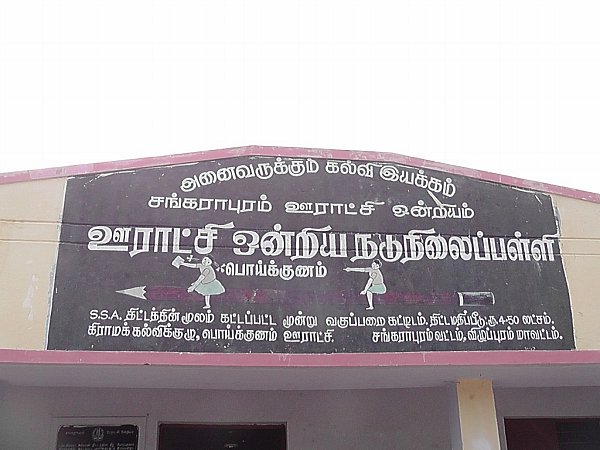 அனைவருக்கும் கல்வி இயக்கம்
சங்கராபுரம் ஊராட்சி ஒன்றியம்
ஊராட்சி ஒன்றிய நடுநிலைப்பள்ளி
பொய்க்குணம்
S.S.A. திட்டத்தின் மூலம் கட்டப்பட்ட மூன்று வகுப்பறை கட்டிடம். திட்டமதிப்பீடு.ரூ.4-50 லட்சம்.
கிராமக் கல்விக்குழு, பொய்க்குணம் ஊராட்சி. சங்கராபுரம் வட்டம், விழுப்புரம் மாவட்டம்.